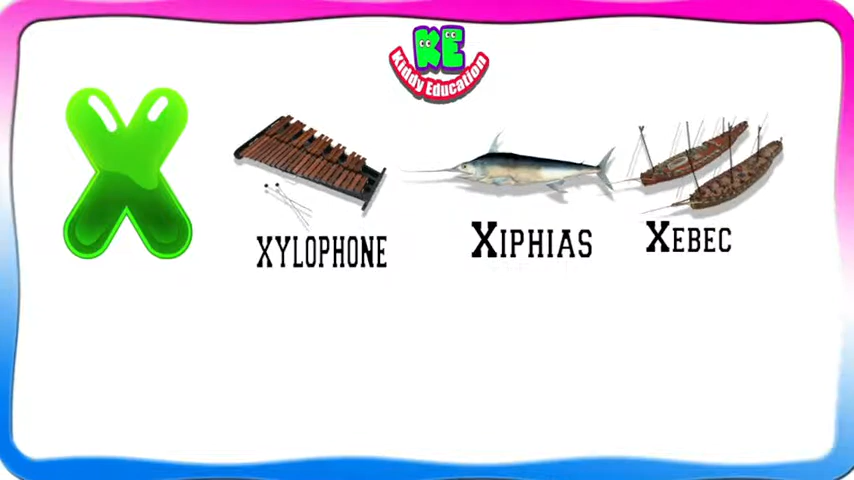 KE
Kiddy Education
X
XYLOPHONE
XIPHIAS
XEBEC